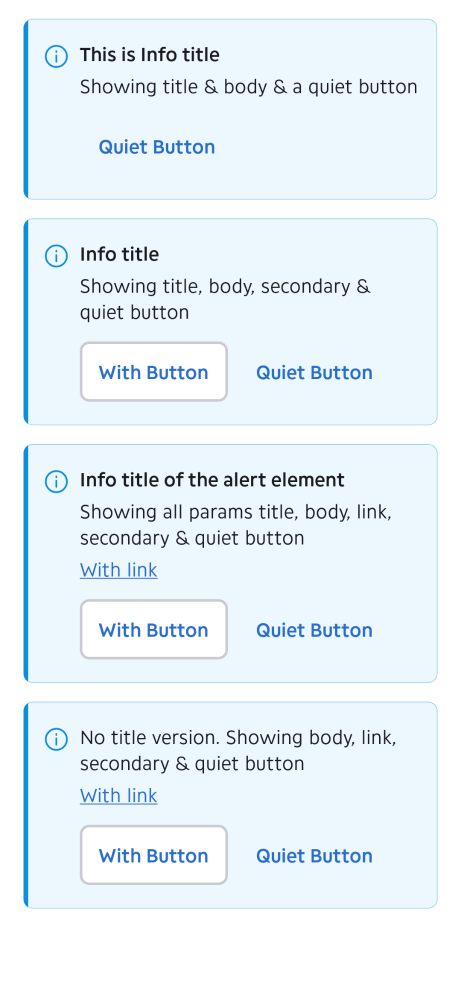 This is Info title
Showing title & body & a quiet button
Quiet Button
Info title
Showing title, body, secondary &
quiet button
With Button
Quiet Button
Info title of the alert element
Showing all params title, body, link,
secondary & quiet button
With link
With Button
Quiet Button
No title version. Showing body, link,
secondary & quiet button
With link
With Button
Quiet Button